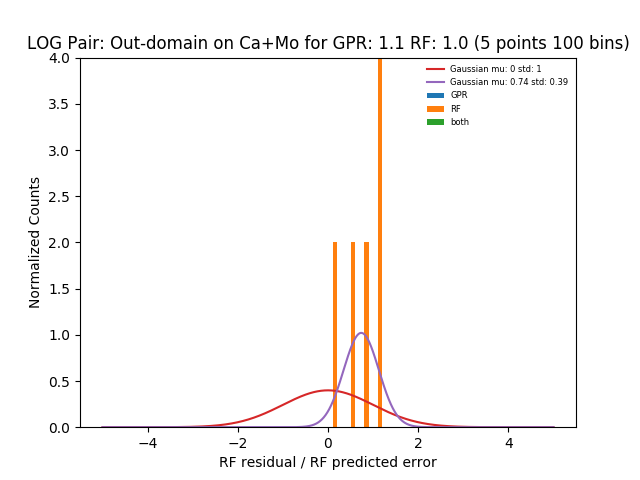 LOG Pair: Out-domain on Ca+Mo for GPR: 1.1 RF: 1.0 (5 points 100 bins)
4.0
3.5
3.0
2.5
2.0
1.5
1.0
0.5
0.0
Normalized Counts
Gaussian mu: 0 std: 1
Gaussian mu: 0.74 std: 0.39
GPR
RF
both
−4
−2
0
2
4
RF residual / RF predicted error